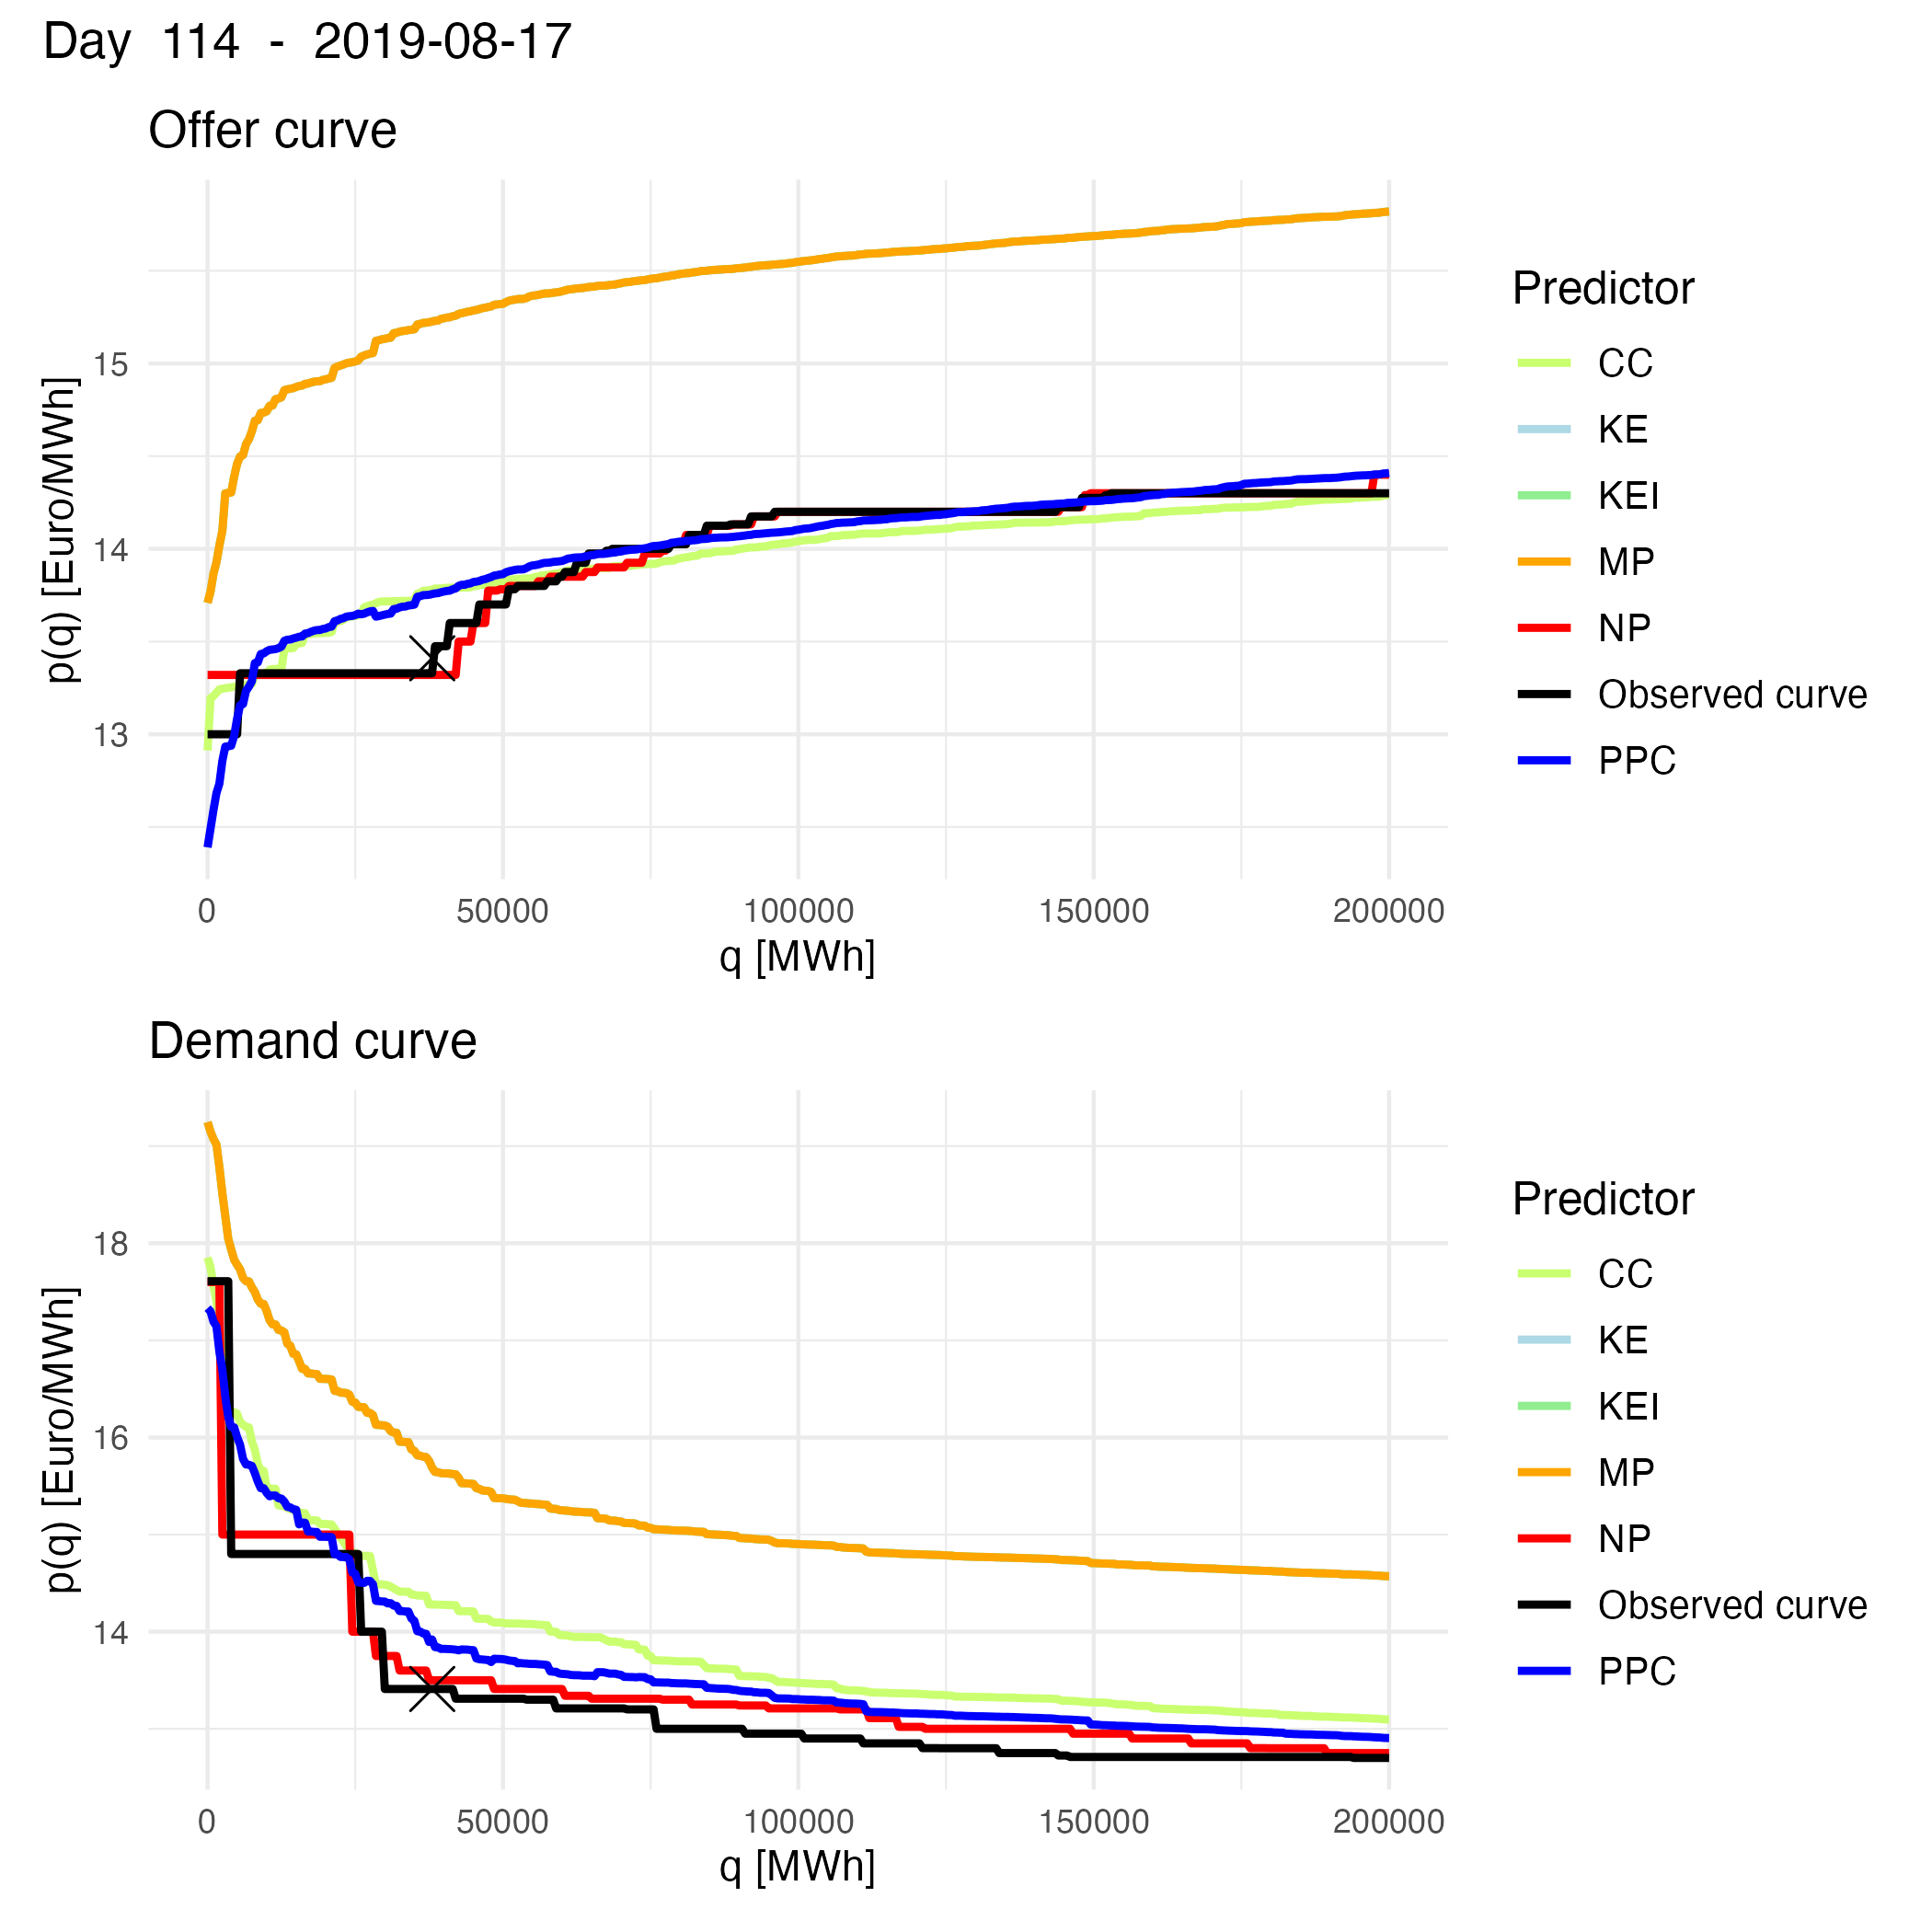 Day 114 - 2019-08-17
Offer curve
p(q) [Euro/MWh]
15
14
13
0 50000 100000 150000 200000
q [MWh]
Predictor
CC
KE
KEI
MP
NP
Observed curve
PPC
Demand curve
p(q) [Euro/MWh]
18
16
14
0 50000 100000 150000 200000
q [MWh]
Predictor
CC
KE
KEI
MP
NP
Observed curve
PPC